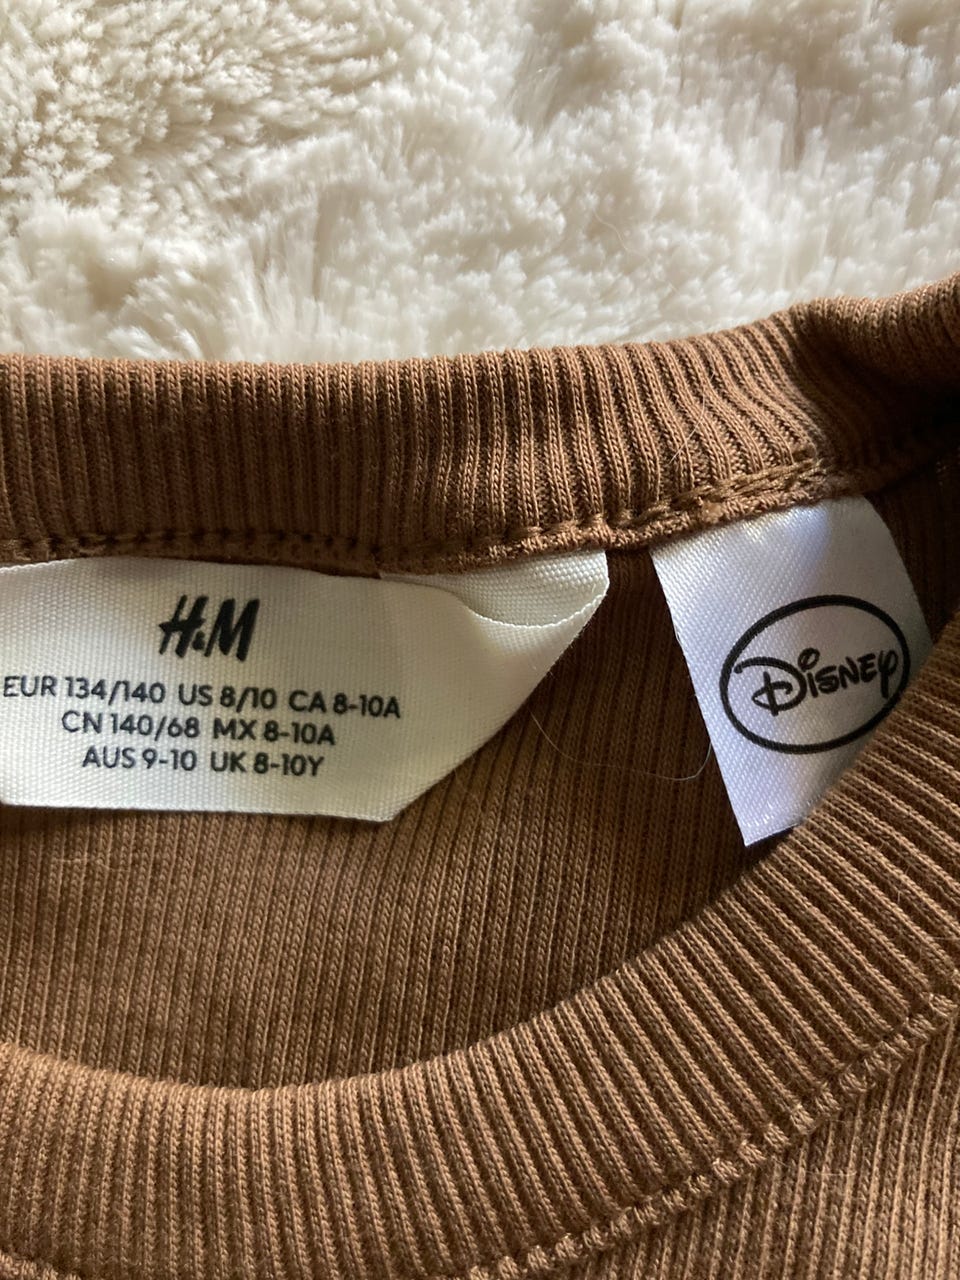 H&M
EUR 134/140 US 8/10 CA 8-10A
CN 140/68 MX 8-10A
AUS 9-10 UK 8-10Y
Disney